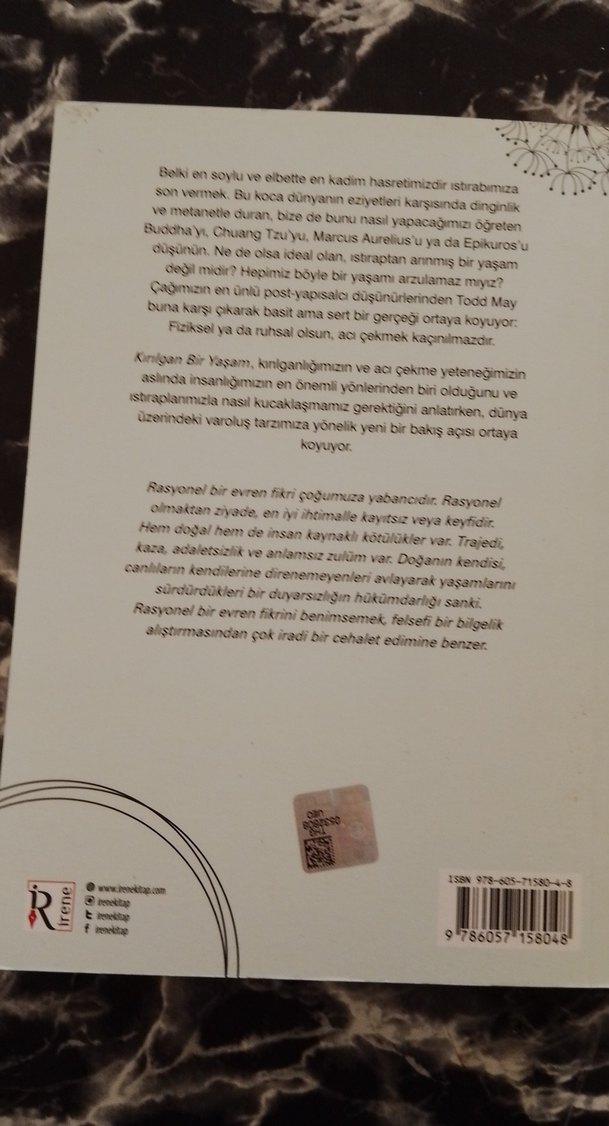 Belki en soylu ve elbette en kadim hasretimizdir ıstırabımıza
son vermek. Bu koca dünyanın eziyetleri karşısında dinginlik
ve metanetle duran, bize de bunu nasıl yapacağımızı öğreten
Buddha'yı, Chuang Tzu'yu, Marcus Aurelius'u ya da Epikuros'u
düşünün. Ne de olsa ideal olan, ıstıraptan arınmış bir yaşam
değil midir? Hepimiz böyle bir yaşamı arzulamaz mıyız?
Çağımızın en ünlü post-yapısalcı düşünürlerinden Todd May
buna karşı çıkarak basit ama sert bir gerçeği ortaya koyuyor:
Fiziksel ya da ruhsal olsun, acı çekmek kaçınılmazdır.
Kırılgan Bir Yaşam, kırılganlığımızın ve acı çekme yeteneğimizin
aslında insanlığımızın en önemli yönlerinden biri olduğunu ve
ıstıraplarımızla nasıl kucaklaşmamız gerektiğini anlatırken, dünya
üzerindeki varoluş tarzımıza yönelik yeni bir bakış açısı ortaya
koyuyor.
Rasyonel bir evren fikri çoğumuza yabancıdır. Rasyonel
olmaktan ziyade, en iyi ihtimalle kayıtsız veya keyfidir.
Hem doğal hem de insan kaynaklı kötülükler var. Trajedi,
kaza, adaletsizlik ve anlamsız zulüm var. Doğanın kendisi,
canlıların kendilerine direnemeyenleri avlayarak yaşamlarını
sürdürdükleri bir duyarsızlığın hükümdarlığı sanki.
Rasyonel bir evren fikrini benimsemek, felsefi bir bilgelik
alıştırmasından çok iradi bir cehalet edimine benzer.
irene
www.irenekitap.com
irenekitap
irenekitap
irenekitap
ISBN 978-605-71580-4-8
9 786057 158048